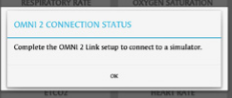 RESPIRATORY RATE OXYGEN SATURATION
OMNI 2 CONNECTION STATUS
Complete the OMNI 2 Link setup to connect to a simulator.
OK
ETCO2 HEART RATE